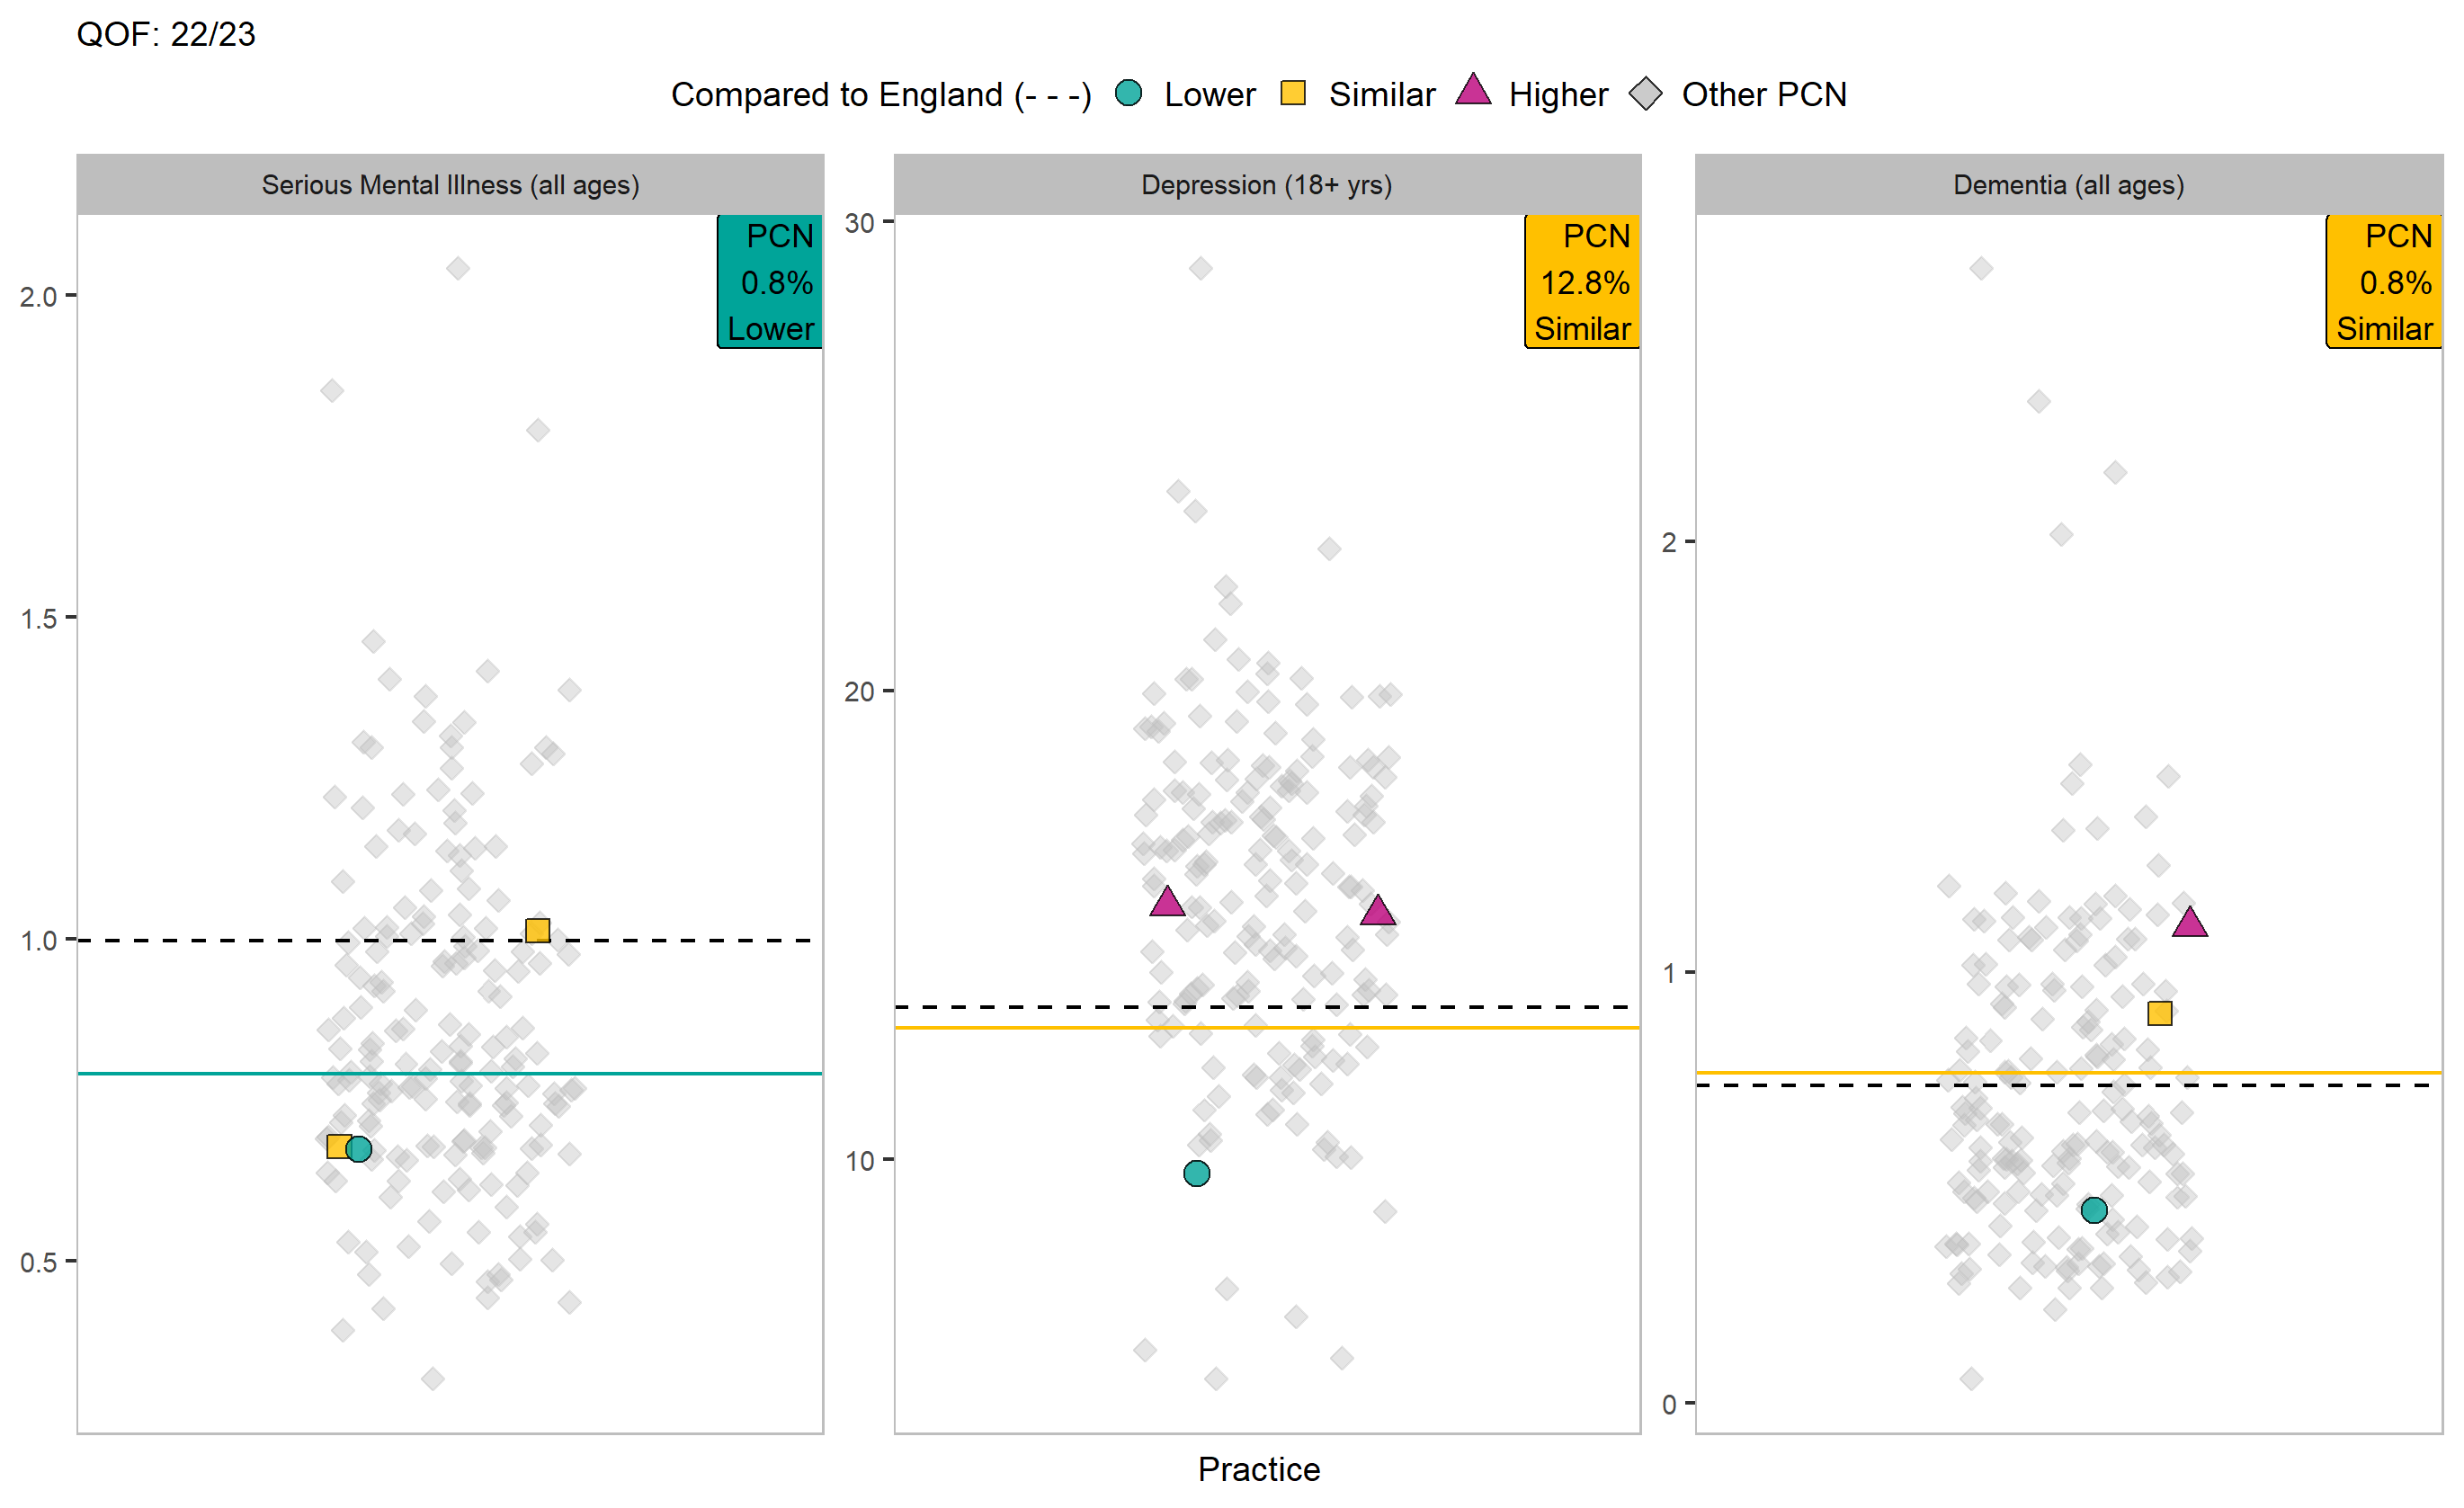 QOF: 22/23
Compared to England (- - -) Lower Similar Higher Other PCN
Serious Mental Illness (all ages)
PCN
0.8%
Lower
2.0
1.5
1.0
0.5
Depression (18+ yrs)
PCN
12.8%
Similar
30
20
10
Dementia (all ages)
PCN
0.8%
Similar
2
1
0
Practice